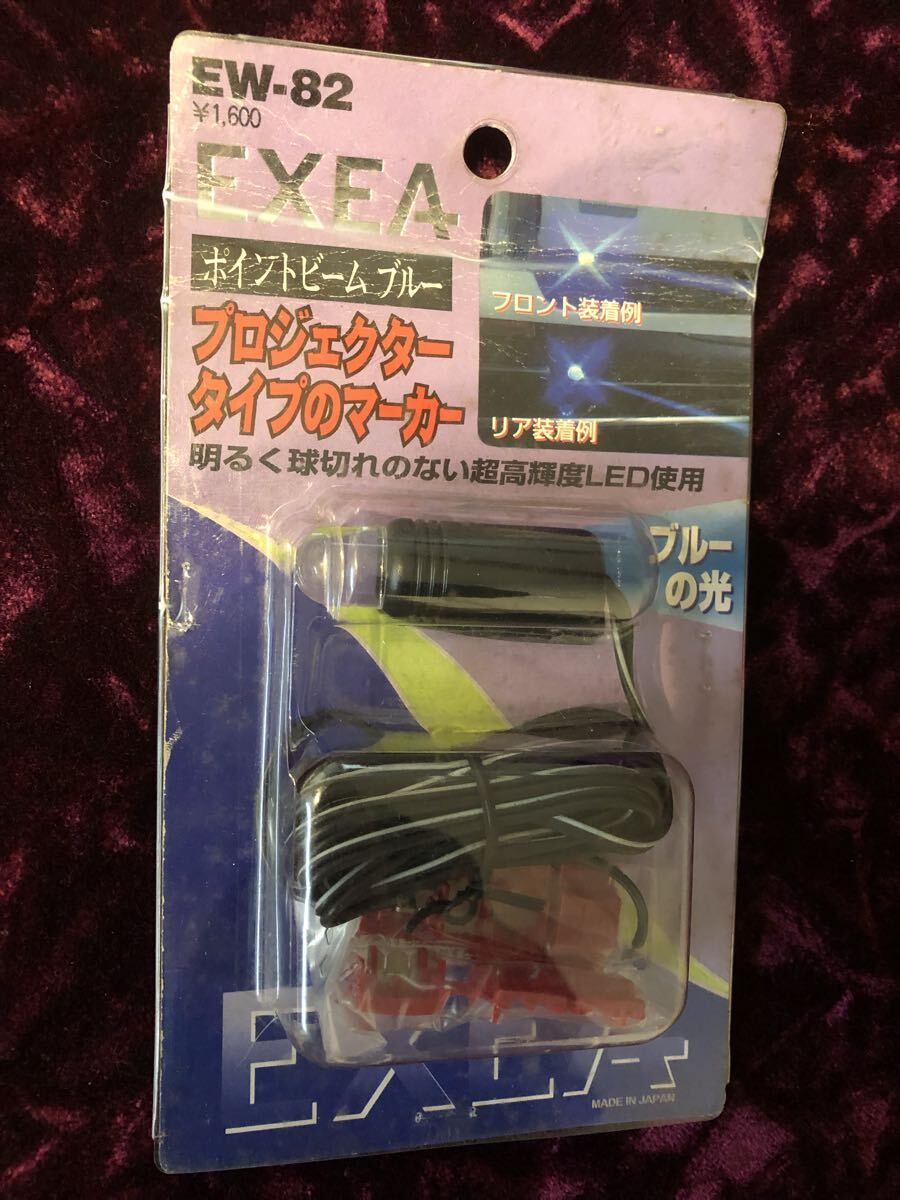 EW-82
¥1,600
EXEA
ポイントビーム ブルー
プロジェクター
タイプのマーカー
フロント装着例
リア装着例
明るく球切れのない超高輝度LED使用
ブルー
の光
EXEA
MADE IN JAPAN